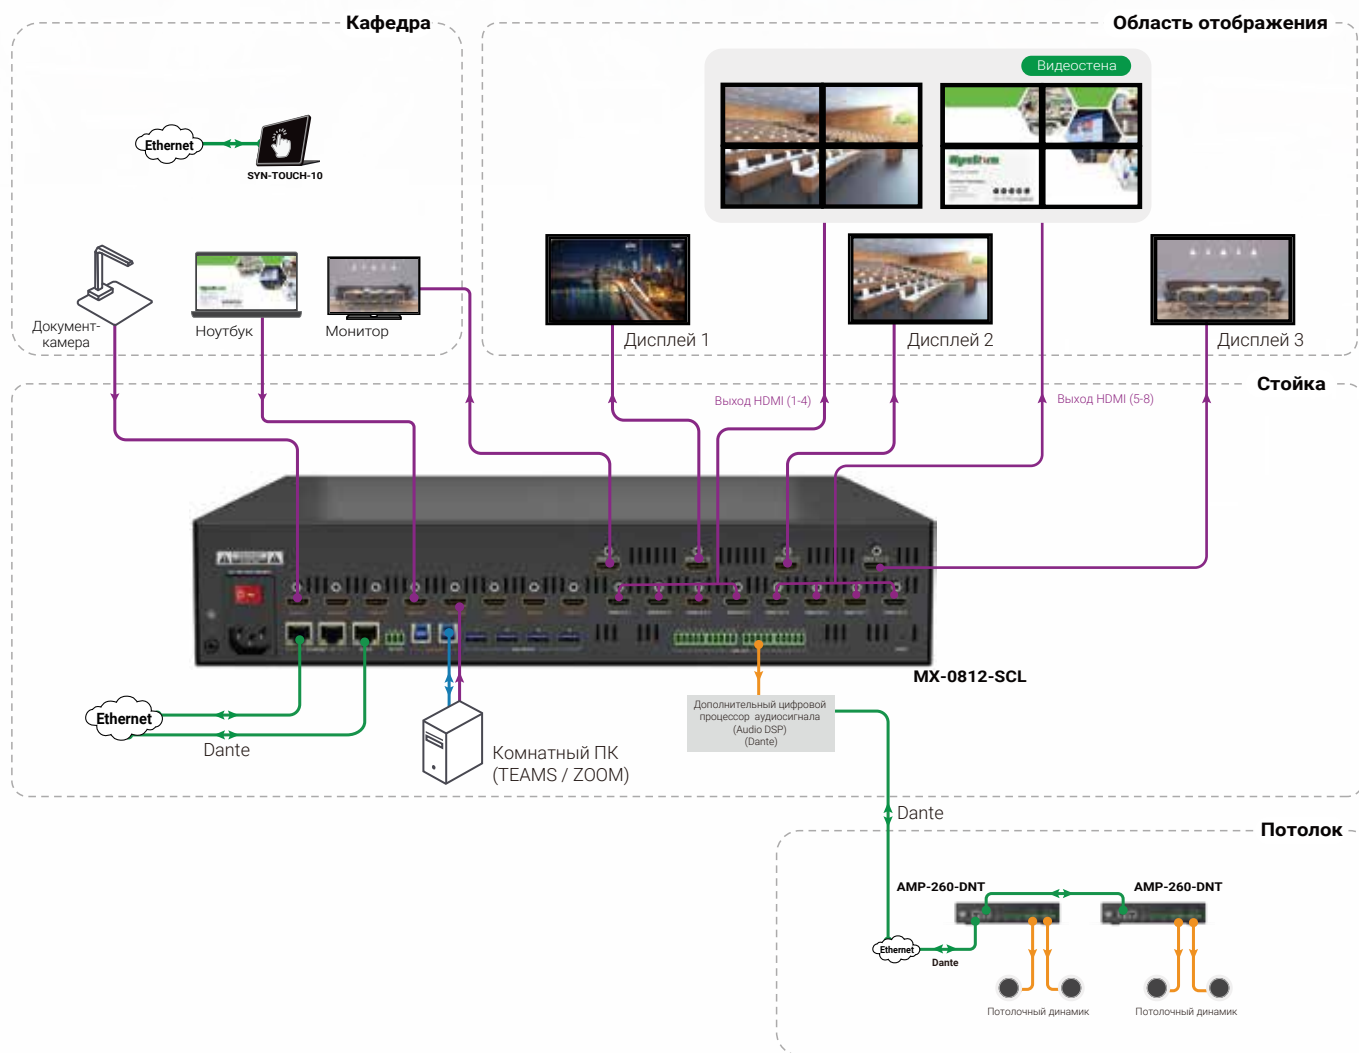 Кафедра
Область отображения
Видеостена
Ethernet
SYN-TOUCH-10
Документ-
камера
Ноутбук
Монитор
Дисплей 1
Дисплей 2
Дисплей 3
Стойка
Выход HDMI (1-4)
Выход HDMI (5-8)
MX-0812-SCL
Ethernet
Dante
Комнатный ПК
(TEAMS / ZOOM)
Дополнительный цифровой
процессор аудиосигнала
(Audio DSP)
(Dante)
Dante
Потолок
AMP-260-DNT
AMP-260-DNT
Ethernet
Dante
Потолочный динамик
Потолочный динамик